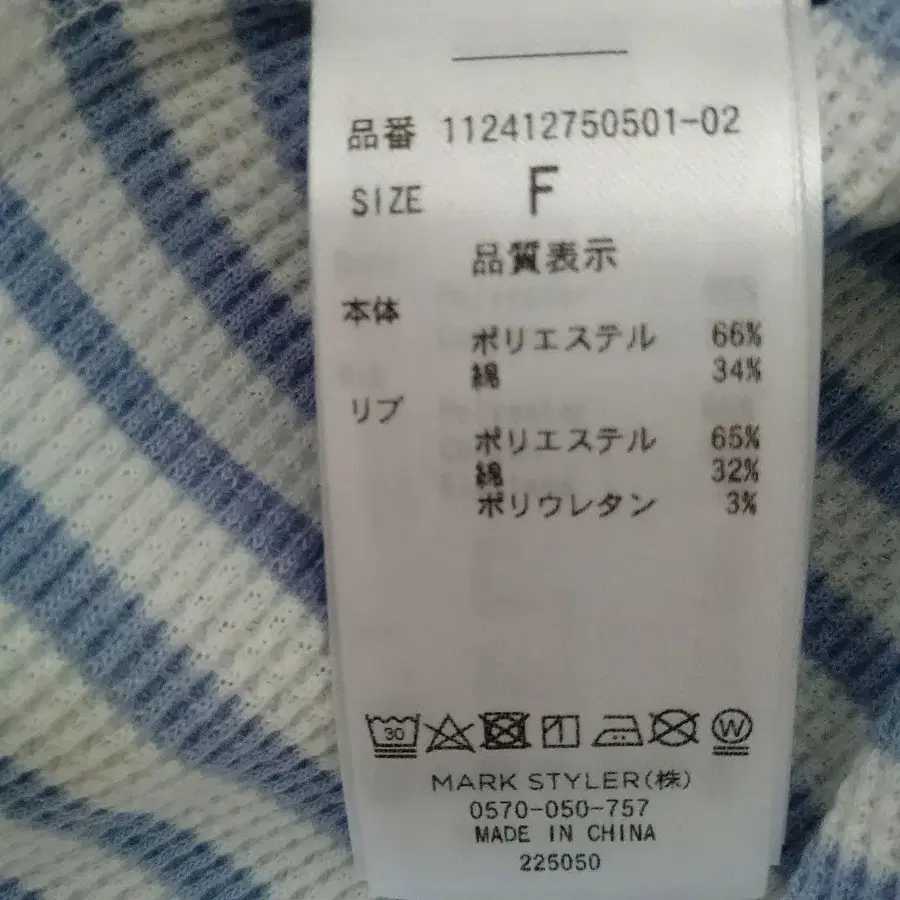 品番 112412750501-02
SIZE F
品質表示
本体
ポリエステル 66%
綿 34%
リブ
ポリエステル 65%
綿 32%
ポリウレタン 3%
30 W
MARK STYLER(株)
0570-050-757
MADE IN CHINA
225050